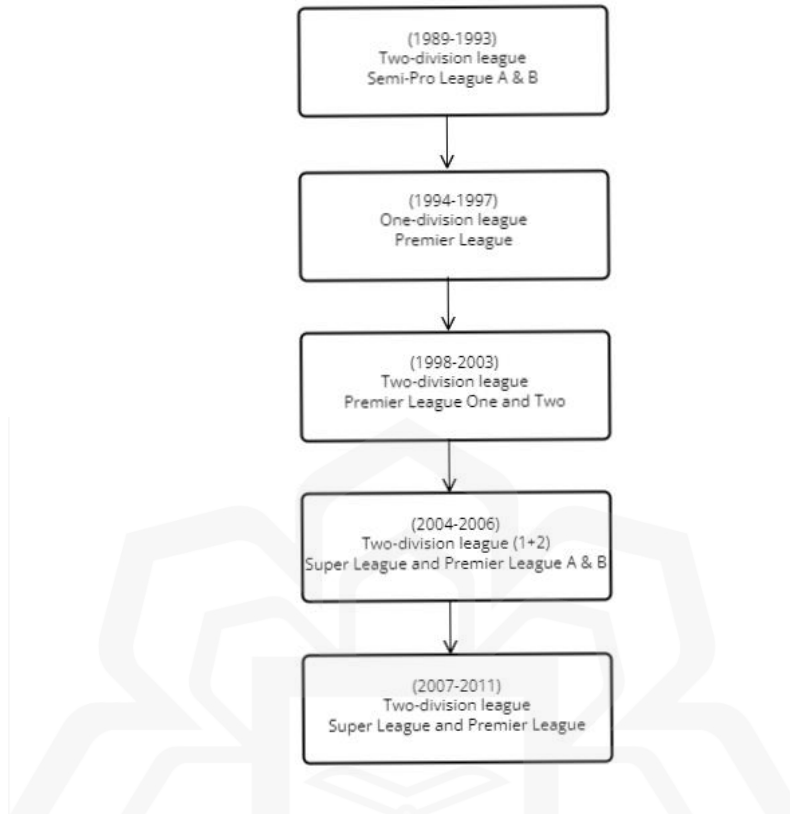 (1989-1993)
Two-division league
Semi-Pro League A & B
(1994-1997)
One-division league
Premier League
(1998-2003)
Two-division league
Premier League One and Two
(2004-2006)
Two-division league (1+2)
Super League and Premier League A & B
(2007-2011)
Two-division league
Super League and Premier League